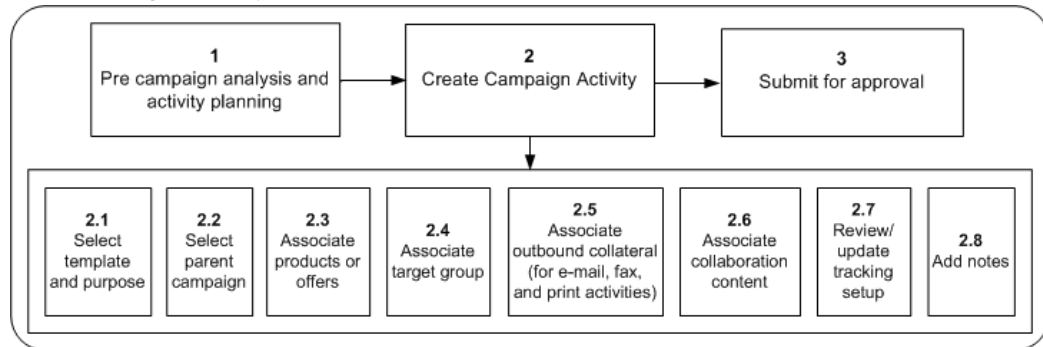 1
Pre campaign analysis and
activity planning
2
Create Campaign Activity
3
Submit for approval
2.1
Select
template
and purpose
2.2
Select
parent
campaign
2.3
Associate
products or
offers
2.4
Associate
target group
2.5
Associate
outbound collateral
(for e-mail, fax,
and print activities)
2.6
Associate
collaboration
content
2.7
Review/
update
tracking
setup
2.8
Add notes